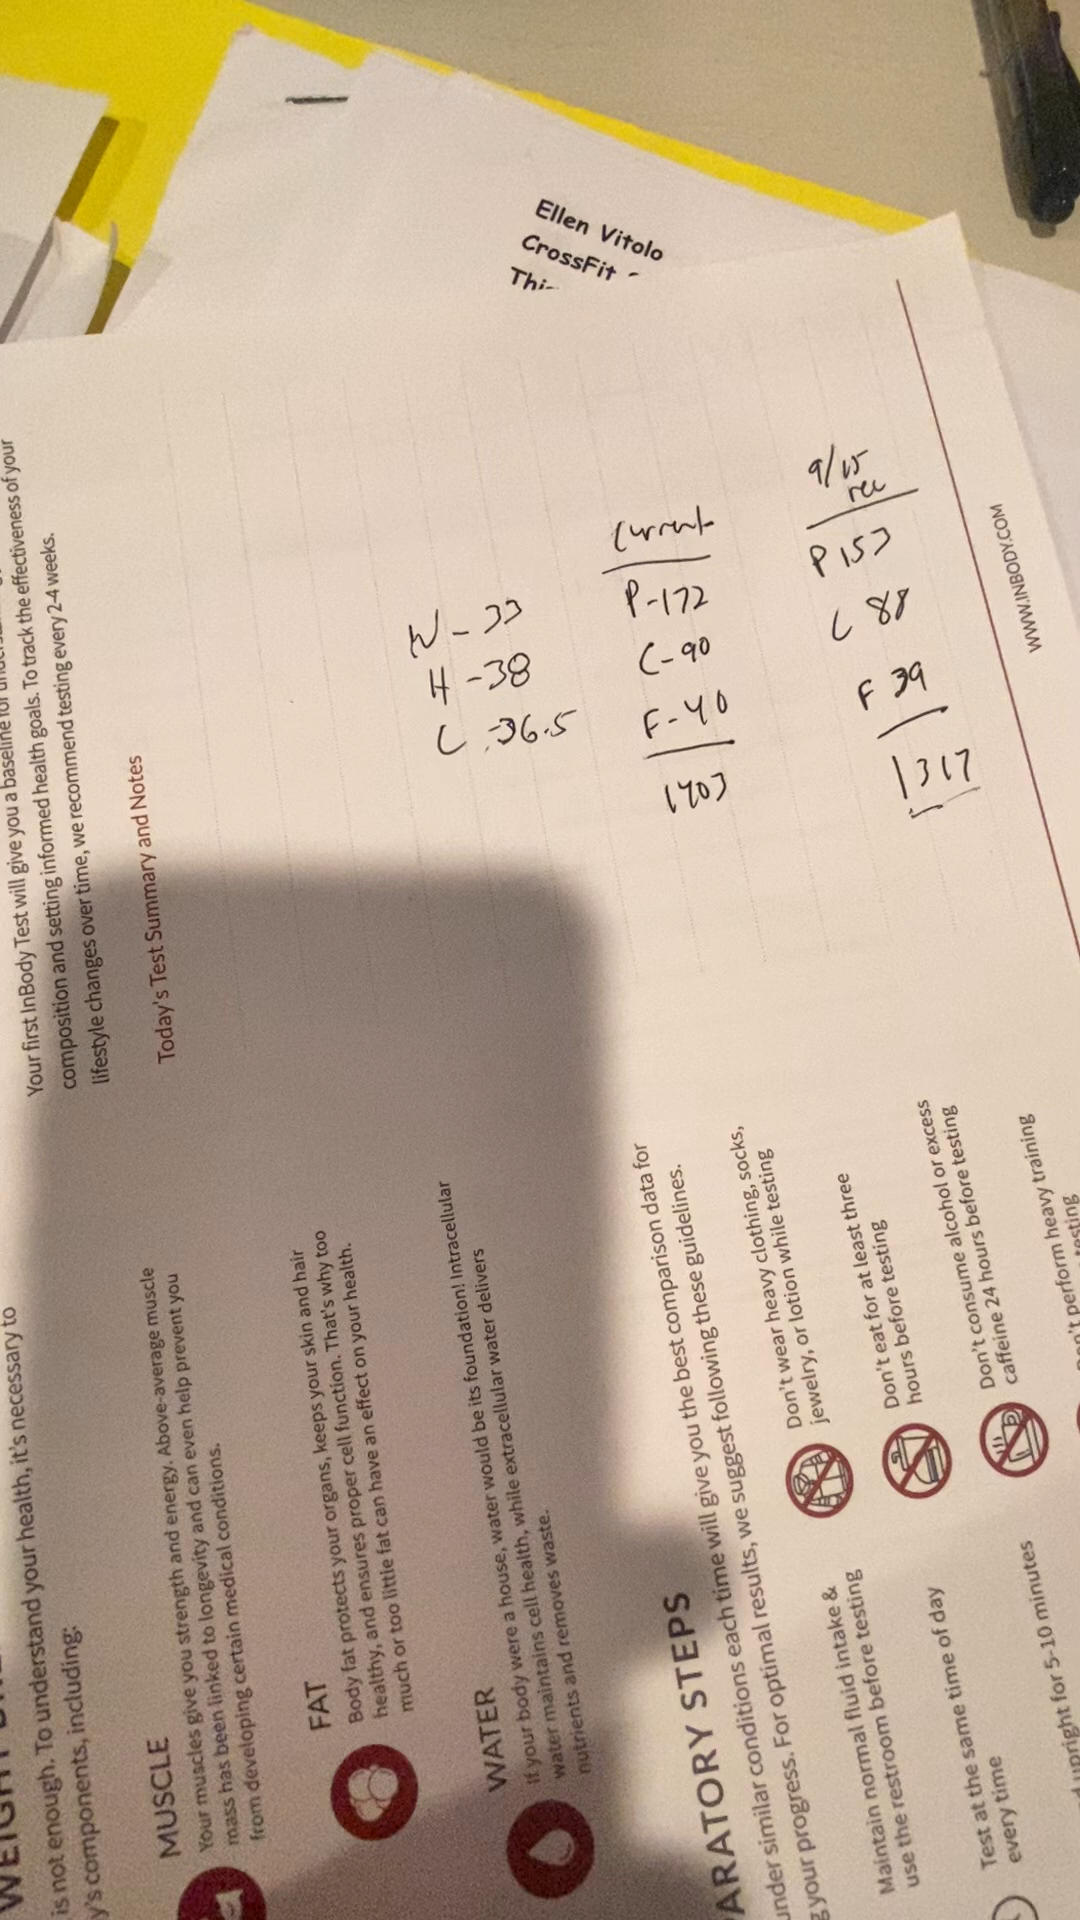 Ellen Vitolo
CrossFit -
is not enough. To understand your health, it's necessary to
y's components, including:
MUSCLE
Your muscles give you strength and energy. Above-average muscle
mass has been linked to longevity and can even help prevent you
from developing certain medical conditions.
FAT
Body fat protects your organs, keeps your skin and hair
healthy, and ensures proper cell function. That's why too
much or too little fat can have an effect on your health.
WATER
If your body were a house, water would be its foundation! Intracellular
water maintains cell health, while extracellular water delivers
nutrients and removes waste.
Your first InBody Test will give you a baseline for
composition and setting informed health goals. To track the effectiveness of your
lifestyle changes over time, we recommend testing every 2-4 weeks.
Today's Test Summary and Notes
W - 33
H - 38
C - 36.5
Current
P-172
C-90
F-40
1403
9/15
rec
P 153
C 88
F 39
1317
ARATORY STEPS
under similar conditions each time will give you the best comparison data for
g your progress. For optimal results, we suggest following these guidelines.
Maintain normal fluid intake &
use the restroom before testing
Test at the same time of day
every time
upright for 5-10 minutes
Don't wear heavy clothing, socks,
jewelry, or lotion while testing
Don't eat for at least three
hours before testing
Don't consume alcohol or excess
caffeine 24 hours before testing
Don't perform heavy training
testing
WWW.INBODY.COM